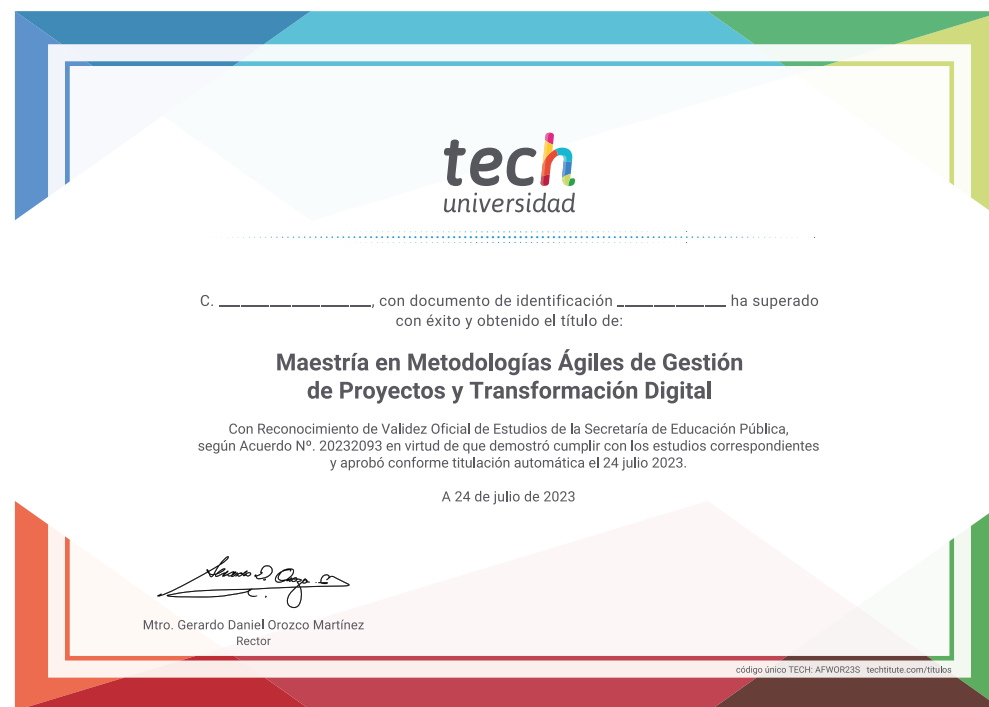 tech
universidad
C. ____________________, con documento de identificación ______________ ha superado
con éxito y obtenido el título de:
Maestría en Metodologías Ágiles de Gestión
de Proyectos y Transformación Digital
Con Reconocimiento de Validez Oficial de Estudios de la Secretaría de Educación Pública,
según Acuerdo Nº. 20232093 en virtud de que demostró cumplir con los estudios correspondientes
y aprobó conforme titulación automática el 24 julio 2023.
A 24 de julio de 2023
Mtro. Gerardo Daniel Orozco Martínez
Rector
código único TECH: AFWOR23S techtitute.com/titulos